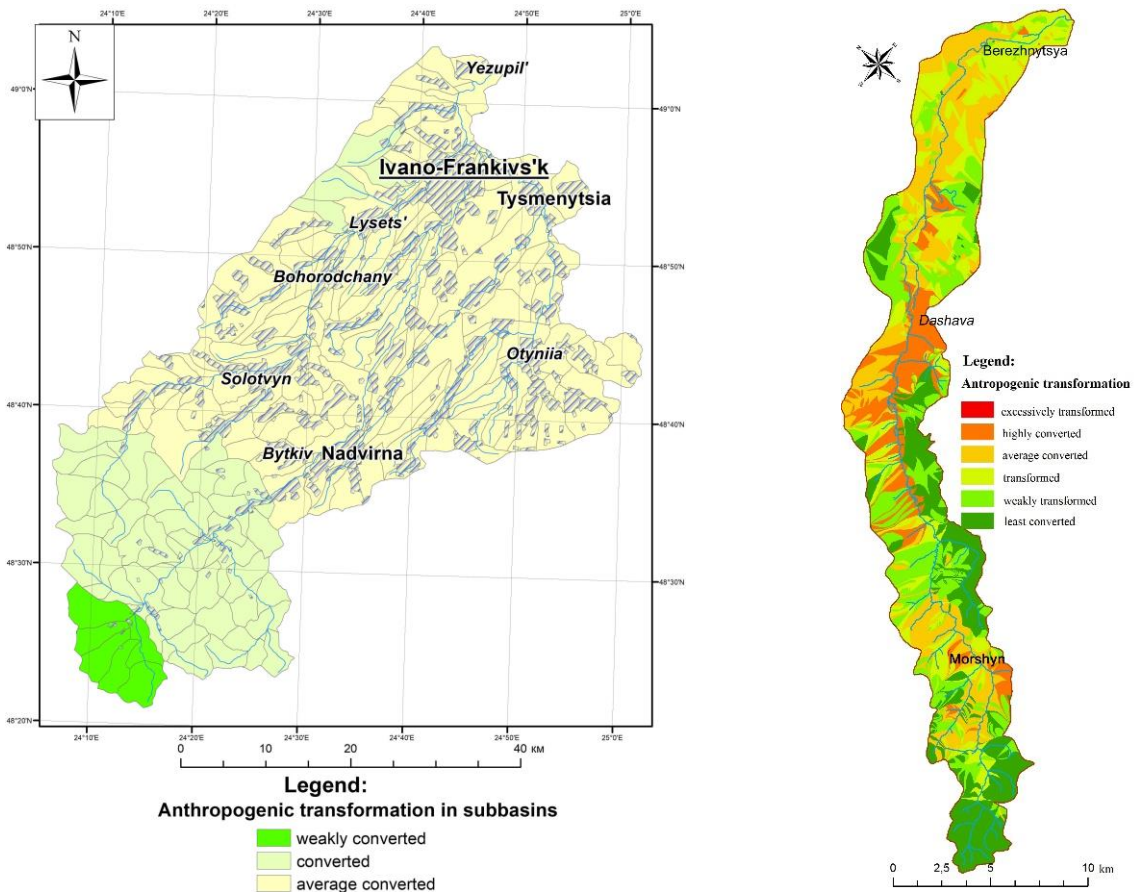 24°10'E 24°20'E 24°30'E 24°40'E 24°50'E 25°0'E
N
49°0'N
49°0'N
48°50'N
48°50'N
48°40'N
48°40'N
48°30'N
48°30'N
48°20'N
Yezupil'
Ivano-Frankivs'k
Tysmenytsia
Lysets'
Bohorodchany
Otyniia
Solotvyn
Bytkiv Nadvirna
24°10'E 24°20'E 24°30'E 24°40'E 24°50'E 25°0'E
0 10 20 40 км
Legend:
Anthropogenic transformation in subbasins
weakly converted
converted
average converted
Berezhnytsya
Dashava
Morshyn
Legend:
Antropogenic transformation
excessively transformed
highly converted
average converted
transformed
weakly transformed
least converted
0 2,5 5 10 km